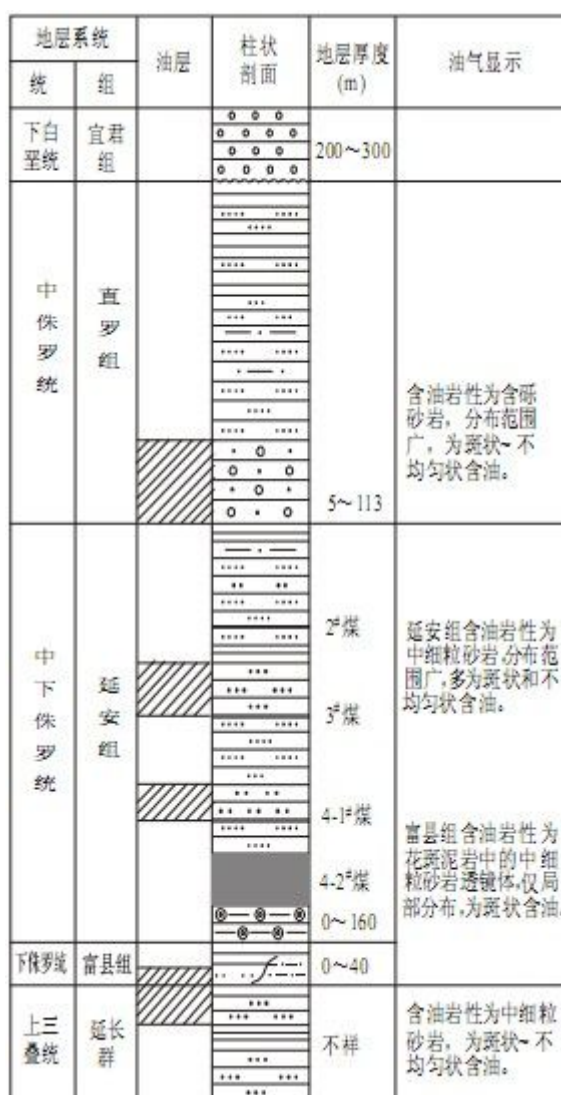 地层系统
油层
柱状
剖面
地层厚度
(m)
油气显示
统
组
下白
垩统
宜君
组
200～300
中
侏
罗
统
直
罗
组
5～113
含油岩性为含砾
砂岩，分布范围
广，为斑状~不
均匀状含油。
中
下
侏
罗
统
延
安
组
2#煤
3#煤
4-1#煤
4-2#煤
0～160
延安组含油岩性为
中细粒砂岩,分布范
围广,多为斑状和不
均匀状含油。
富县组含油岩性为
花斑泥岩中的中细
粒砂岩透镜体,仅局
部分布,为斑状含油。
下侏罗统
富县组
0～40
上三
叠统
延长
群
不样
含油岩性为中细粒
砂岩，为斑状~不
均匀状含油。